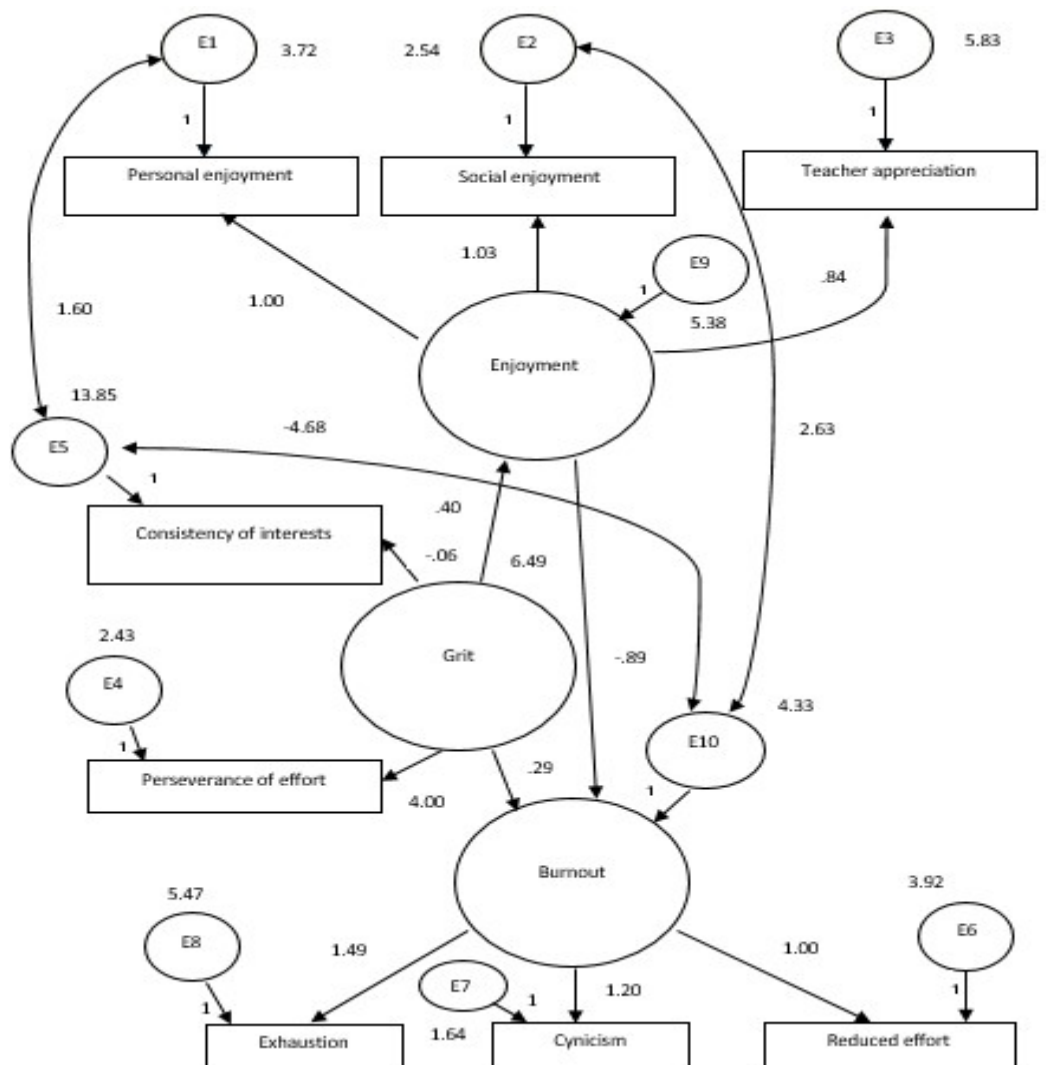 E1
3.72
2.54
E2
E3
5.83
1
1
1
Personal enjoyment
Social enjoyment
Teacher appreciation
1.03
E9
1
.84
1.00
5.38
1.60
Enjoyment
13.85
-4.68
2.63
E5
1
.40
Consistency of interests
-.06
6.49
2.43
Grit
-.89
E4
4.33
E10
1
Perseverance of effort
.29
4.00
1
Burnout
5.47
3.92
E8
1.49
1.00
E6
E7
1
1.20
1
1
1.64
Exhaustion
Cynicism
Reduced effort